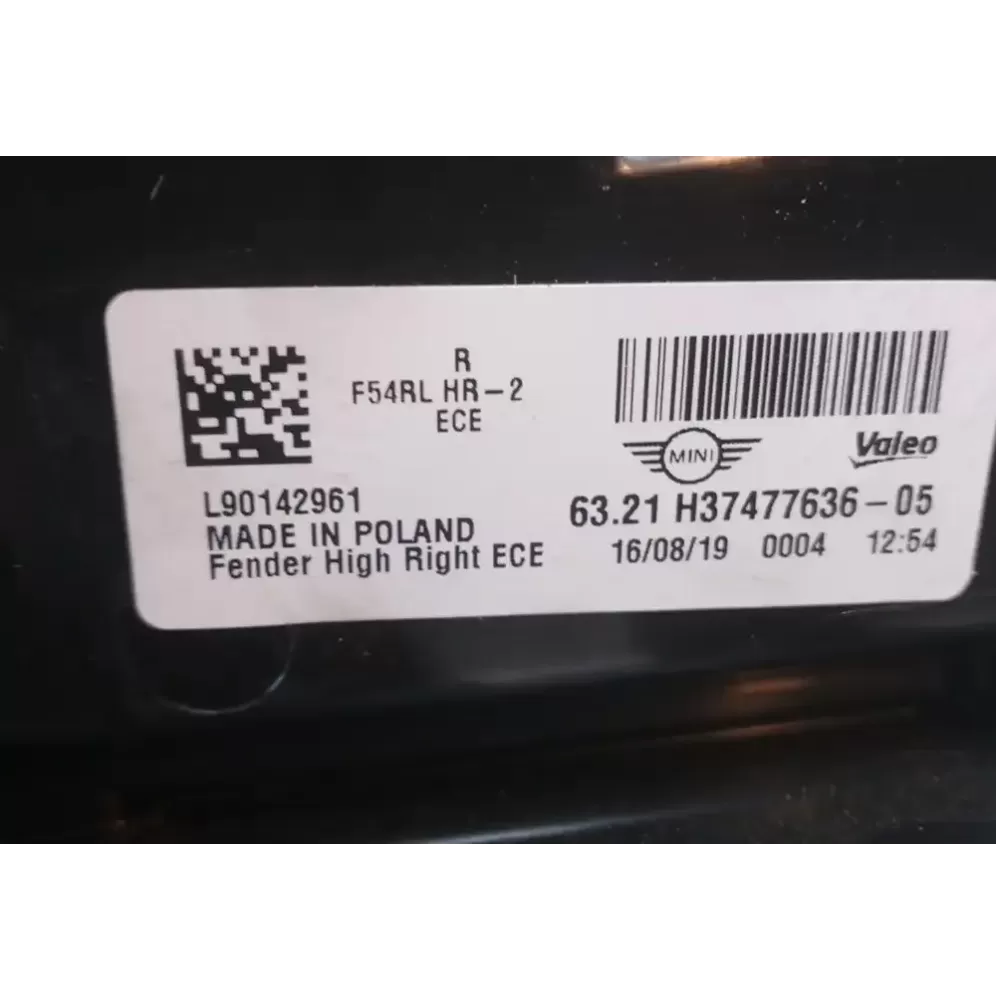 R
F54RL HR-2
ECE
MINI
Valeo
L90142961
MADE IN POLAND
Fender High Right ECE
63.21 H37477636-05
16/08/19 0004 12:54